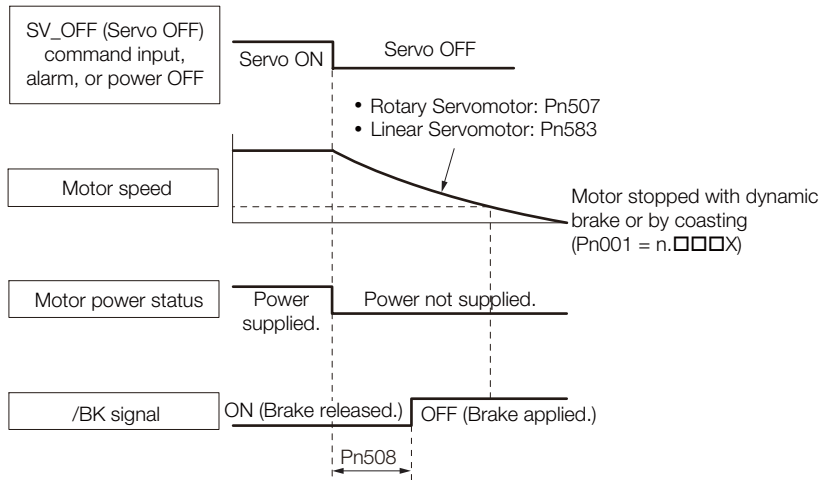 SV_OFF (Servo OFF)
command input,
alarm, or power OFF
Servo ON
Servo OFF
• Rotary Servomotor: Pn507
• Linear Servomotor: Pn583
Motor speed
Motor stopped with dynamic
brake or by coasting
(Pn001 = n.□□□X)
Motor power status
Power
supplied.
Power not supplied.
/BK signal
ON (Brake released.)
OFF (Brake applied.)
Pn508